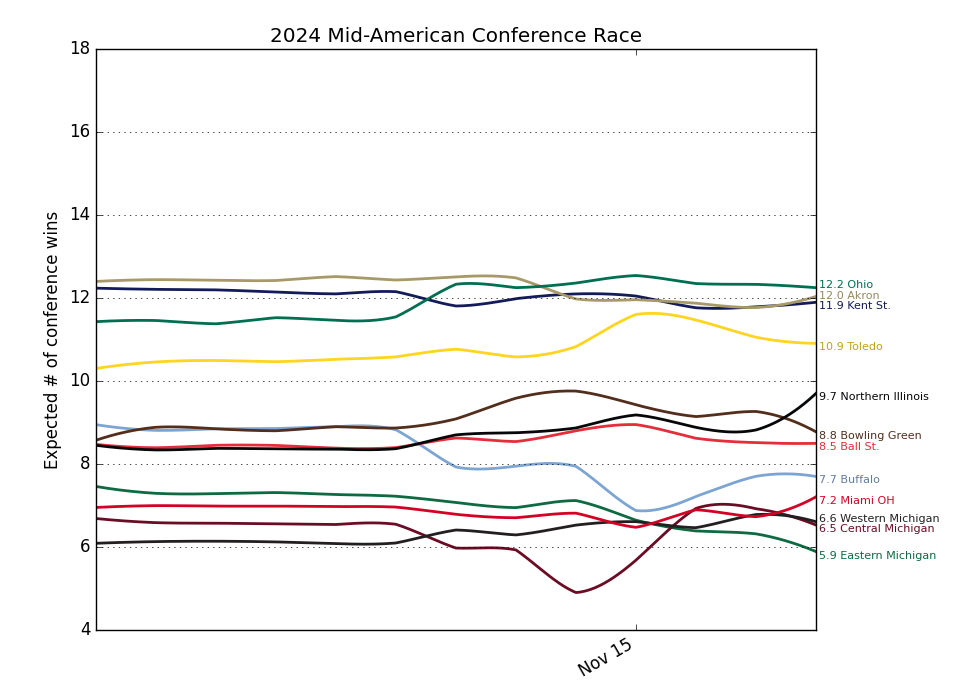 2024 Mid-American Conference Race
Expected # of conference wins
18
16
14
12
10
8
6
4
Nov 15
12.2 Ohio
12.0 Akron
11.9 Kent St.
10.9 Toledo
9.7 Northern Illinois
8.8 Bowling Green
8.5 Ball St.
7.7 Buffalo
7.2 Miami OH
6.6 Western Michigan
6.5 Central Michigan
5.9 Eastern Michigan